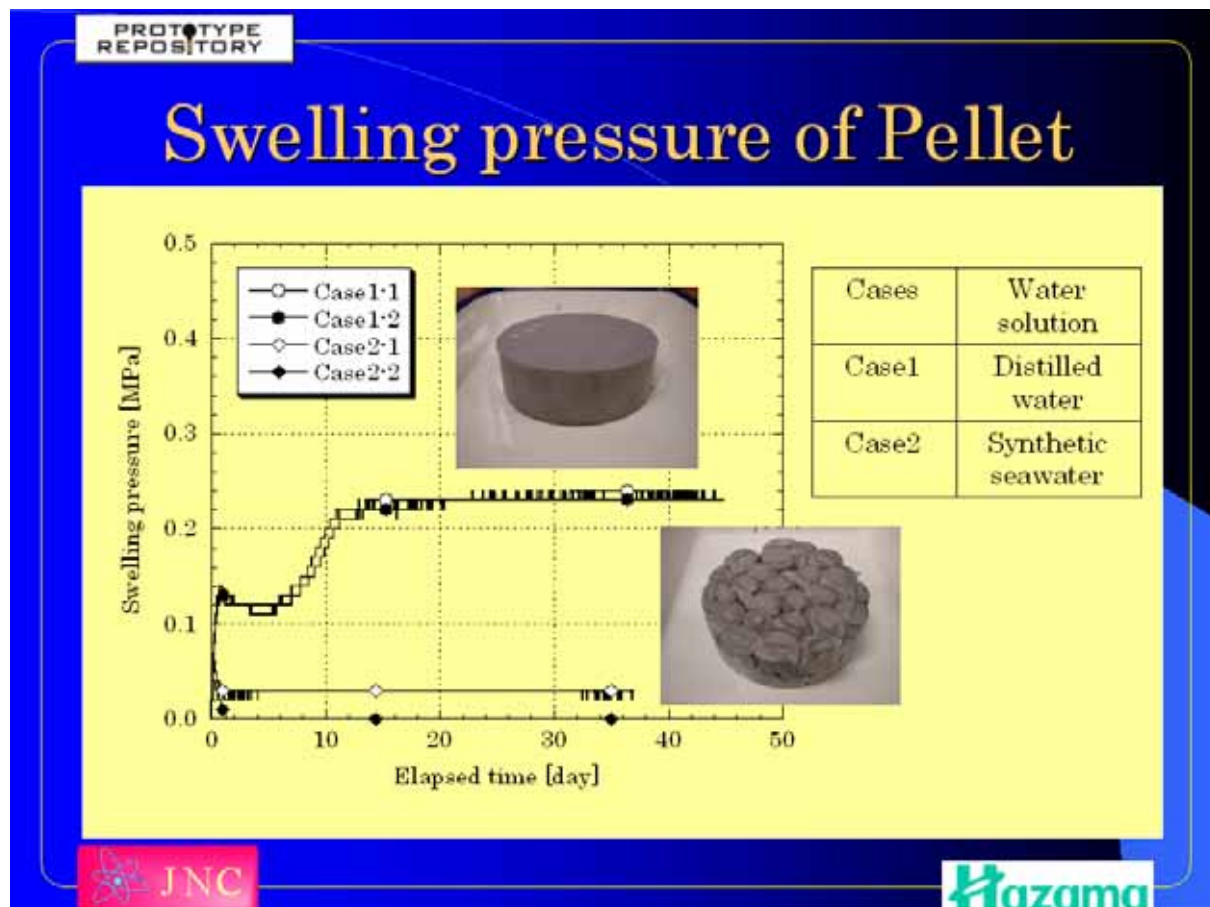 PROTOTYPE
REPOSITORY
Swelling pressure of Pellet
Swelling pressure [MPa]
0.5
0.4
0.3
0.2
0.1
0.0
0 10 20 30 40 50
Elapsed time [day]
Case1-1
Case1-2
Case2-1
Case2-2
Cases Water
solution
Case1 Distilled
water
Case2 Synthetic
seawater
JNC
Hazama